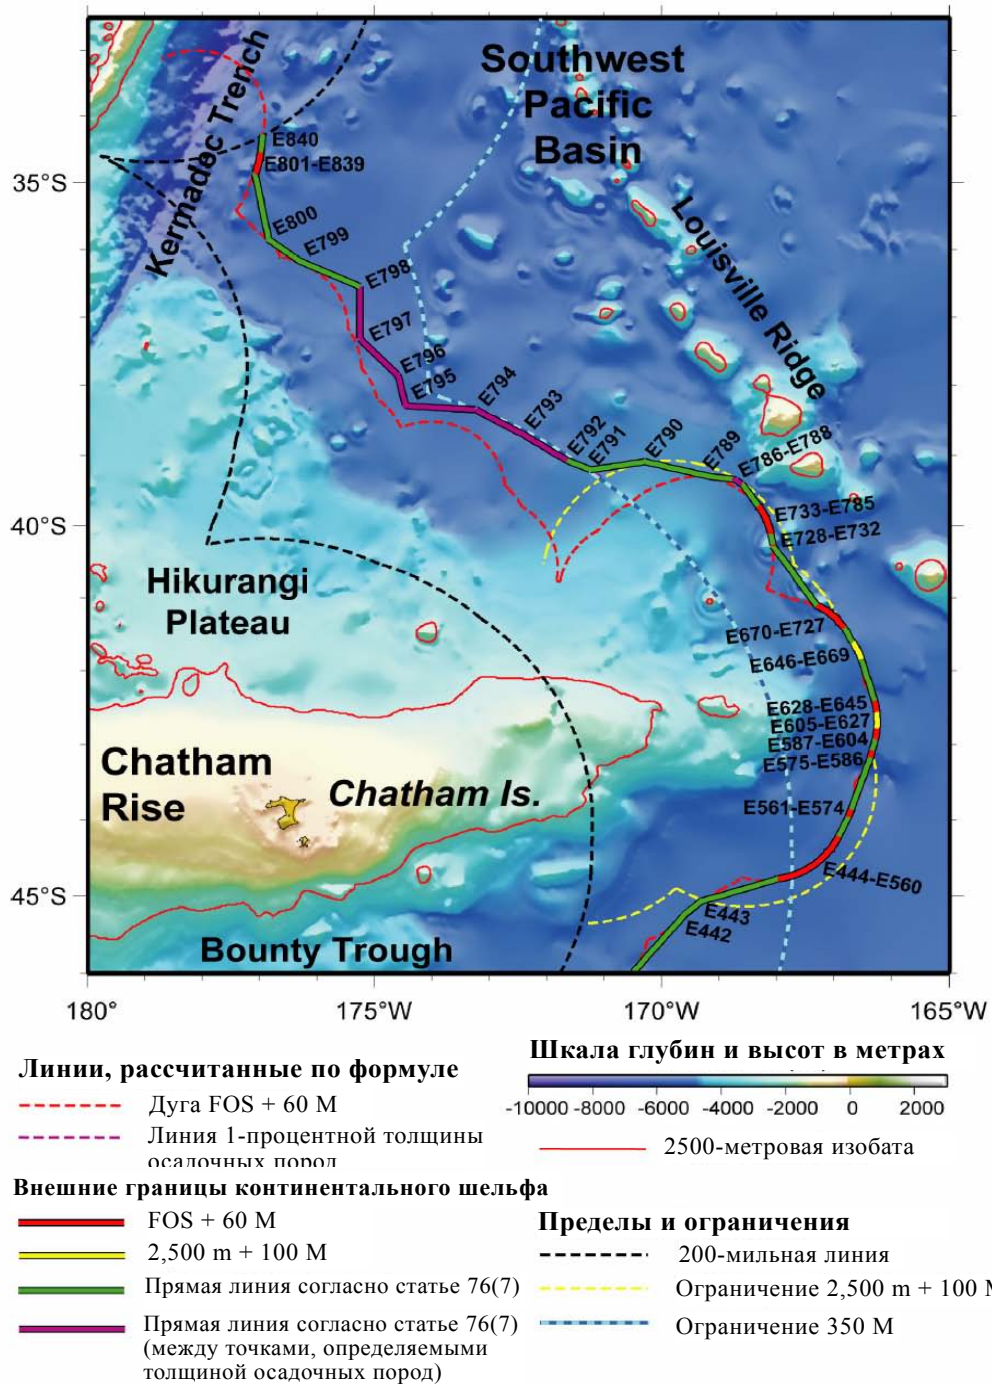 Southwest
Pacific
Basin
Kermadec Trench
E840
E801-E839
35°S
E800
E799
Louisville Ridge
E798
E797
E796
E795
E794
E793
E792
E791
E790
E789
E786-E788
E733-E785
40°S
E728-E732
Hikurangi
Plateau
E670-E727
E646-E669
E628-E645
E605-E627
E587-E604
E575-E586
Chatham
Rise
Chatham Is.
E561-E574
E444-E560
45°S
E443
E442
Bounty Trough
180° 175°W 170°W 165°W
Линии, рассчитанные по формуле
Дуга FOS + 60 M
Линия 1-процентной толщины
осадочных пород
Шкала глубин и высот в метрах
-10000 -8000 -6000 -4000 -2000 0 2000
2500-метровая изобата
Внешние границы континентального шельфа
FOS + 60 M
2,500 m + 100 M
Прямая линия согласно статье 76(7)
Прямая линия согласно статье 76(7)
(между точками, определяемыми
толщиной осадочных пород)
Пределы и ограничения
200-мильная линия
Ограничение 2,500 m + 100 M
Ограничение 350 M